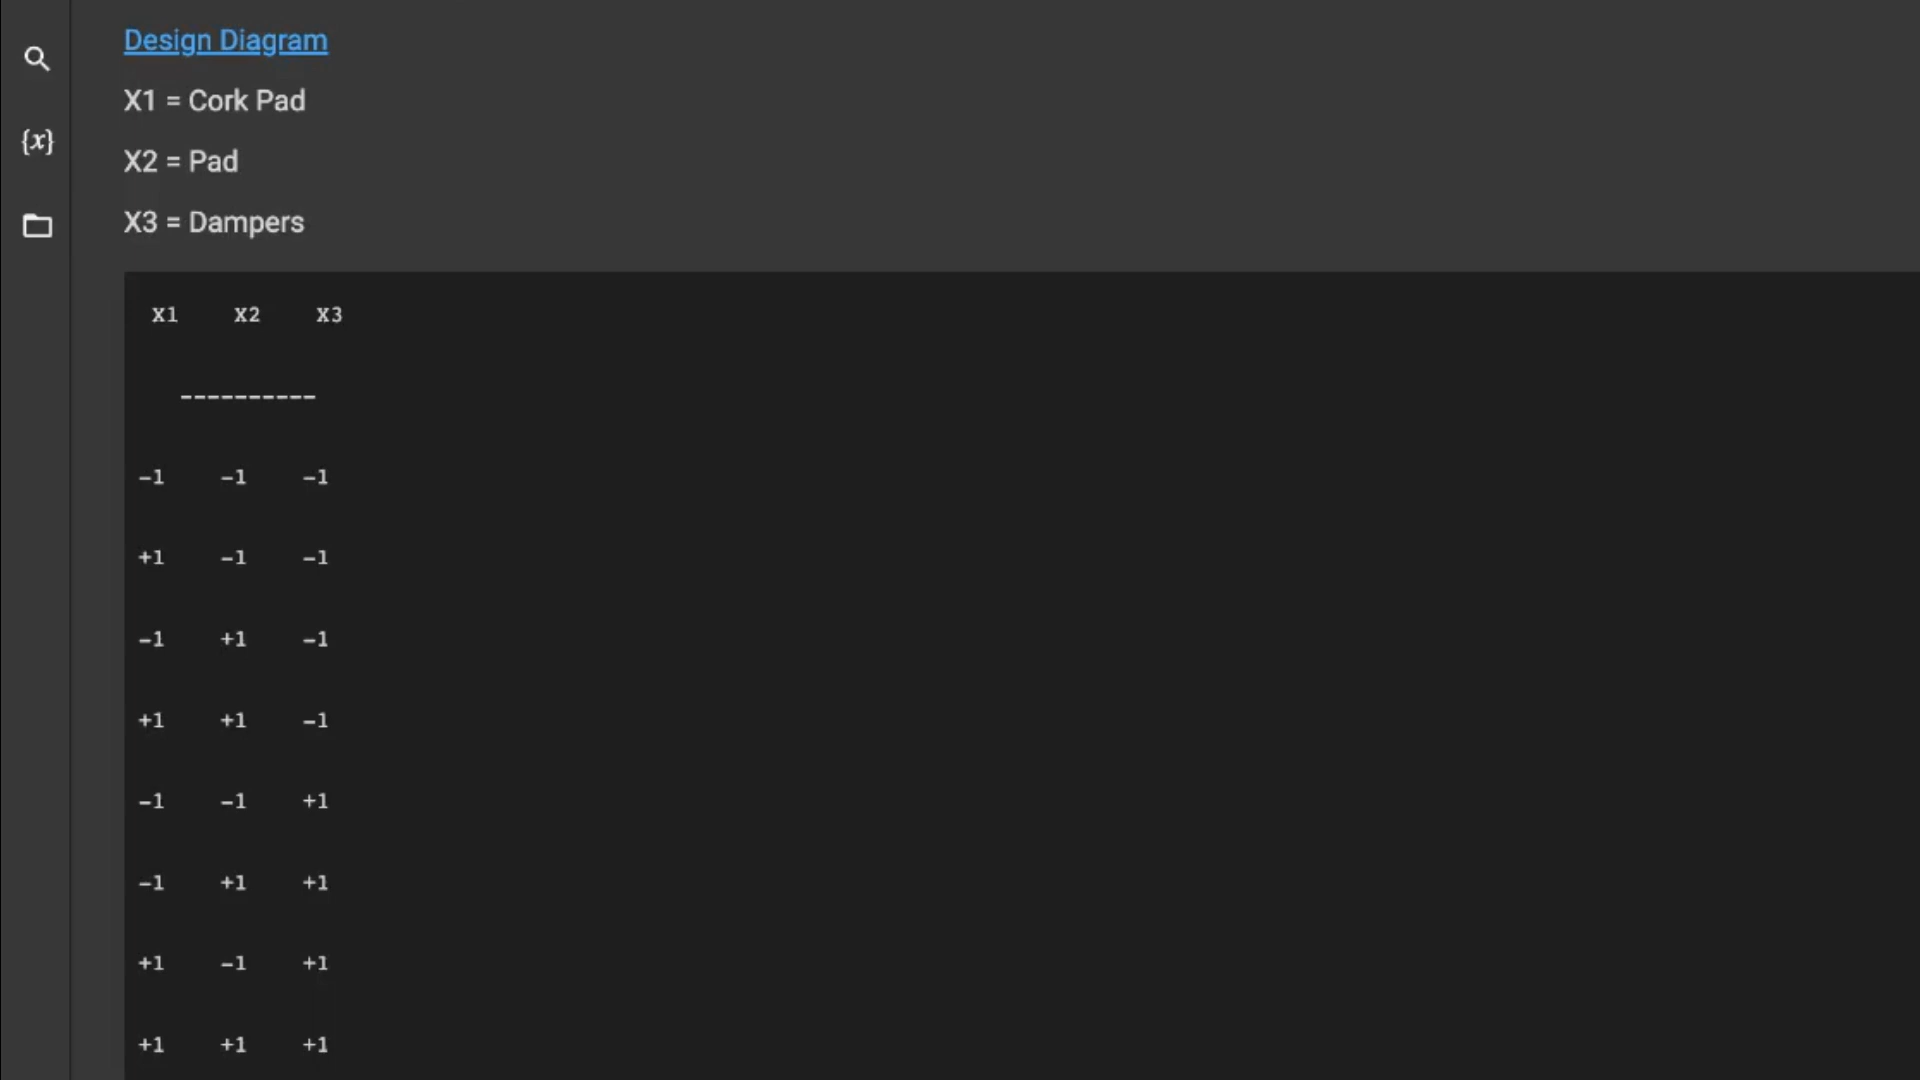 Design Diagram
{x}
X1 = Cork Pad
X2 = Pad
X3 = Dampers
X1 X2 X3
----------
-1 -1 -1
+1 -1 -1
-1 +1 -1
+1 +1 -1
-1 -1 +1
-1 +1 +1
+1 -1 +1
+1 +1 +1